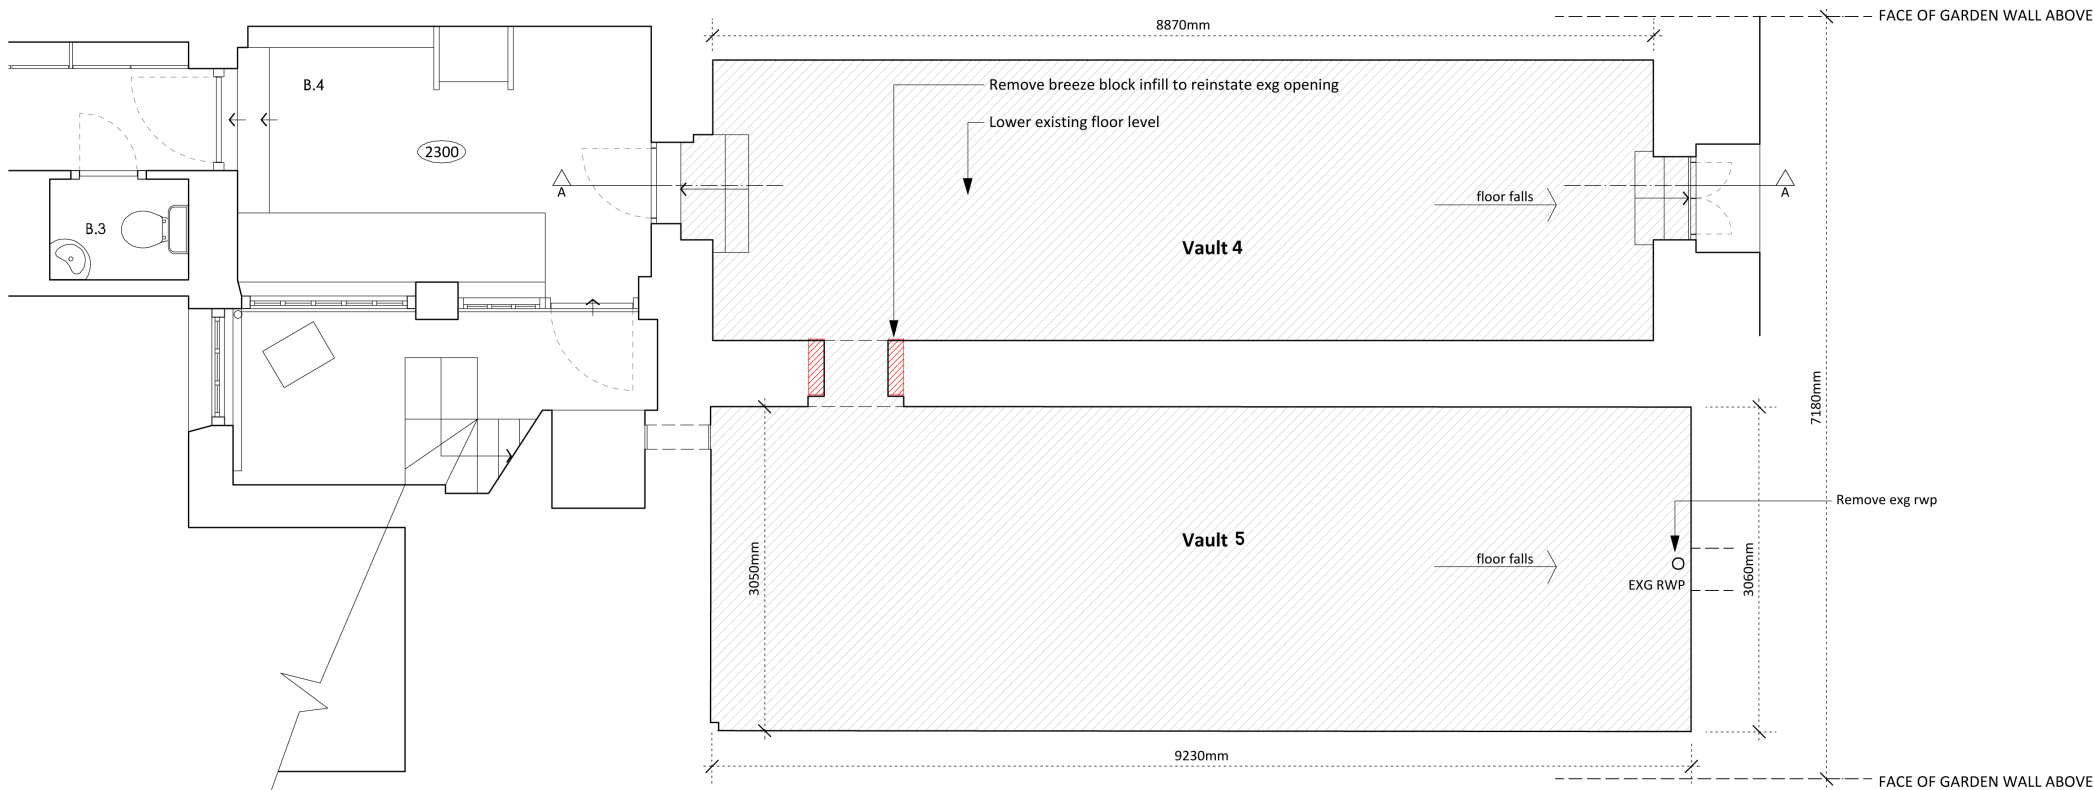 FACE OF GARDEN WALL ABOVE
8870mm
B.4
Remove breeze block infill to reinstate exg opening
Lower existing floor level
2300
A
floor falls
A
B.3
Vault 4
7180mm
Remove exg rwp
Vault 5
floor falls
3050mm
3060mm
EXG RWP
9230mm
FACE OF GARDEN WALL ABOVE